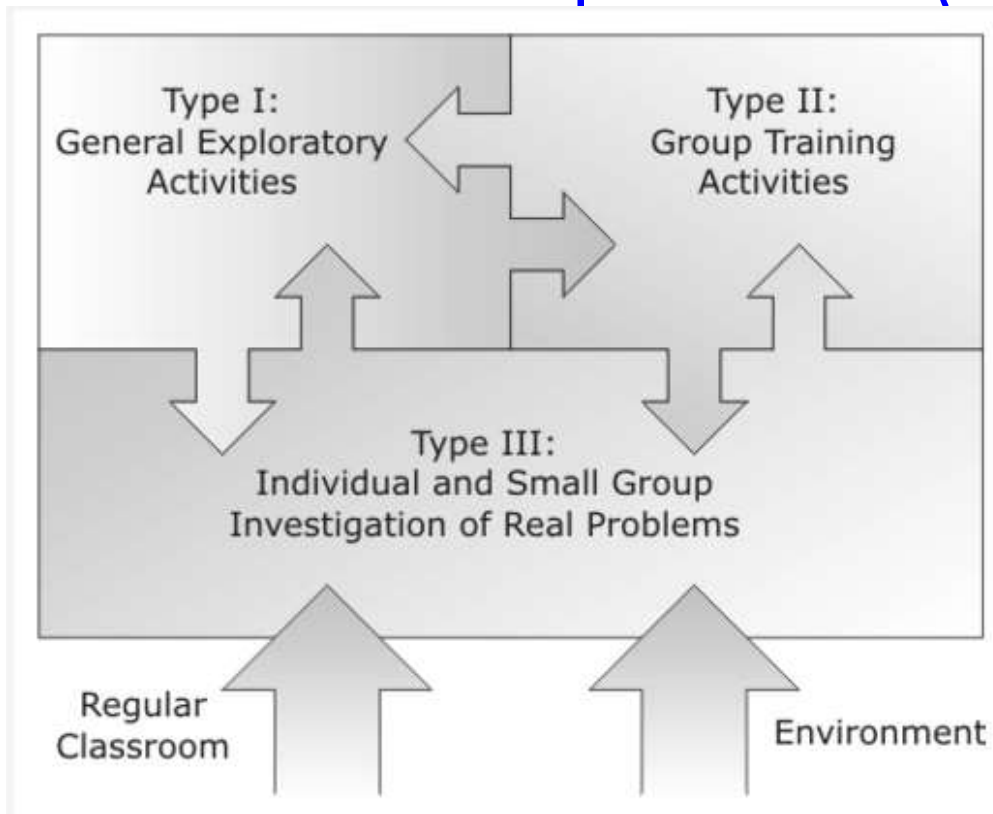 Type I:
General Exploratory
Activities
Type II:
Group Training
Activities
Type III:
Individual and Small Group
Investigation of Real Problems
Regular
Classroom
Environment